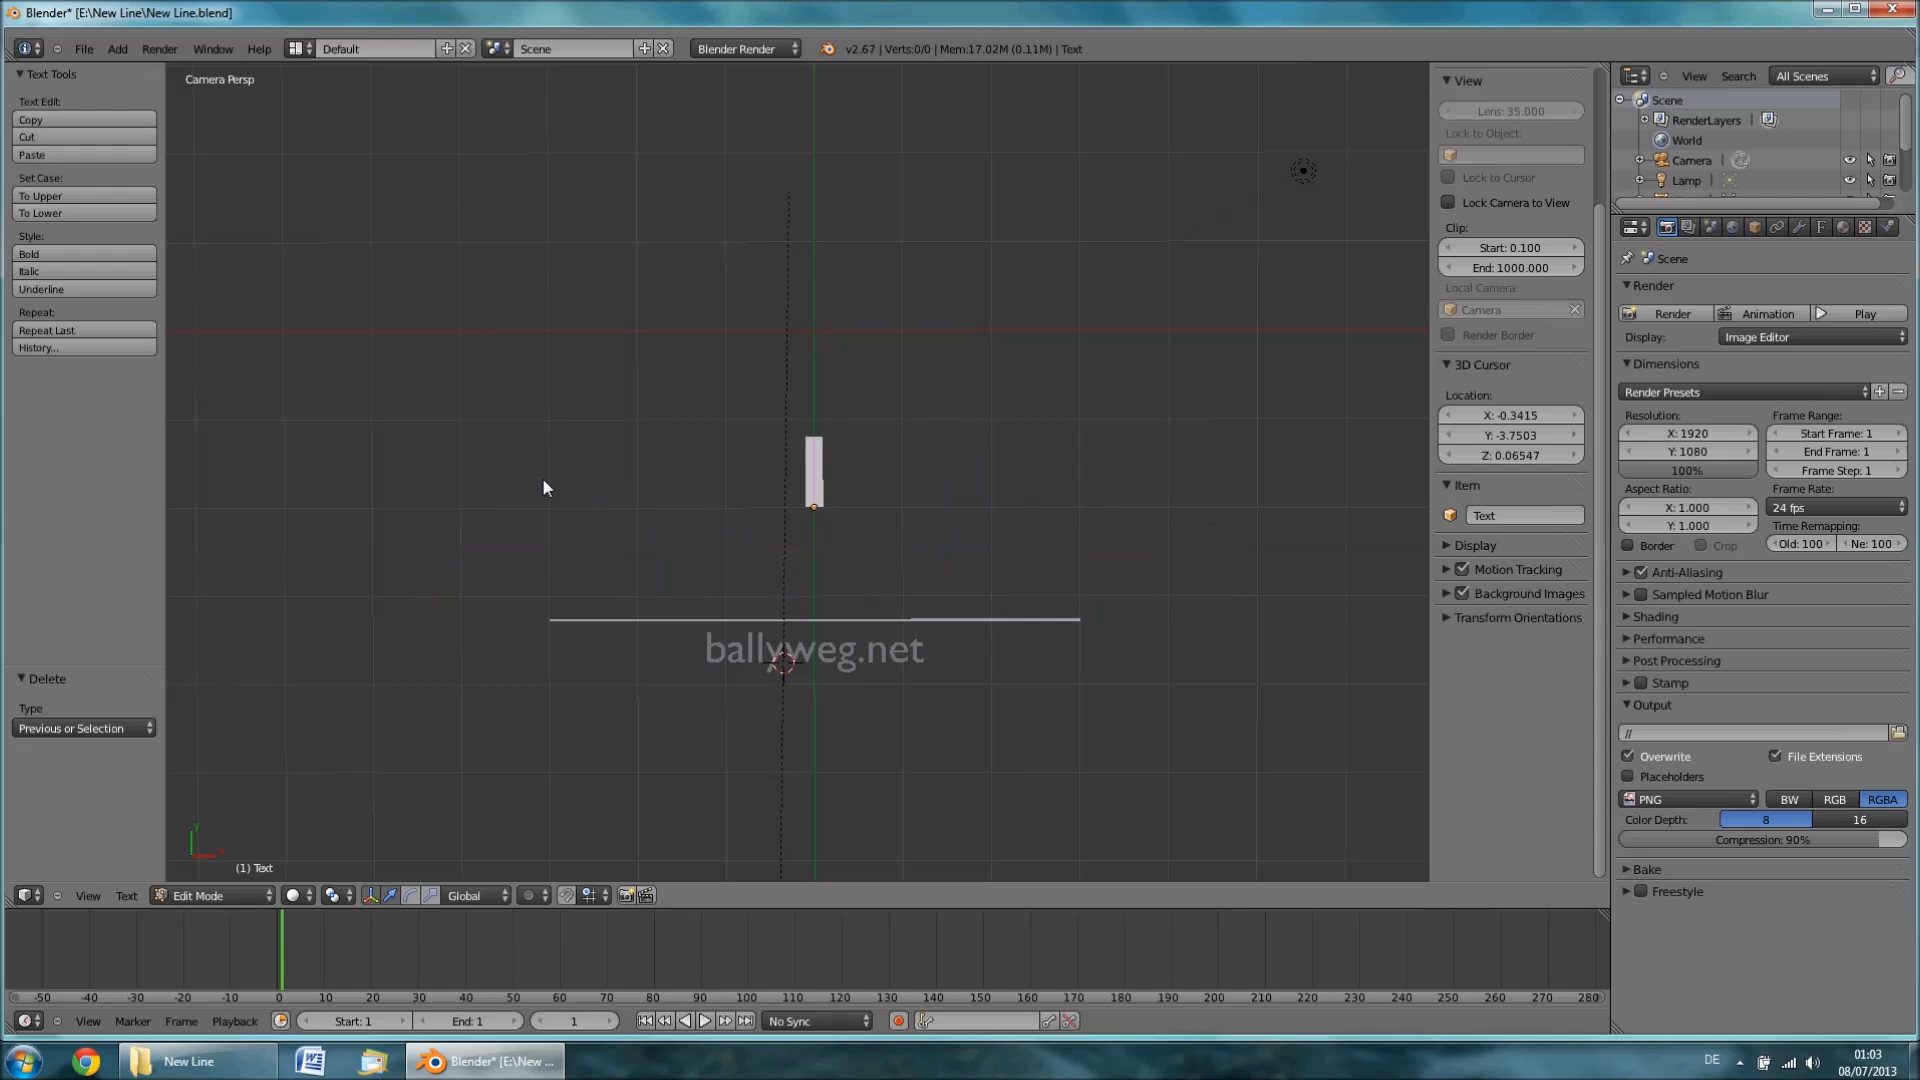 Blender* [E:\New Line\New Line.blend]
File Add Render Window Help Default Scene Blender Render v2.67 | Verts:0/0 | Mem:17.02M (0.11M) | Text
Text Tools
Text Edit:
Copy
Cut
Paste
Set Case:
To Upper
To Lower
Style:
Bold
Italic
Underline
Repeat:
Repeat Last
History...
Delete
Type
Previous or Selection
Camera Persp
ballyweg.net
y
x
(1) Text
View
Lens: 35.000
Lock to Object:
Lock to Cursor
Lock Camera to View
Clip:
Start: 0.100
End: 1000.000
Local Camera:
Camera
Render Border
3D Cursor
Location:
X: -0.3415
Y: -3.7503
Z: 0.06547
Item
Text
Display
Motion Tracking
Background Images
Transform Orientations
View Search All Scenes
Scene
RenderLayers
World
Camera
Lamp
Scene
Render
Render Animation Play
Display: Image Editor
Dimensions
Render Presets
Resolution: Frame Range:
X: 1920 Start Frame: 1
Y: 1080 End Frame: 1
100% Frame Step: 1
Aspect Ratio: Frame Rate:
X: 1.000 24 fps
Y: 1.000 Time Remapping:
Border Crop Old: 100 Ne: 100
Anti-Aliasing
Sampled Motion Blur
Shading
Performance
Post Processing
Stamp
Output
//
Overwrite File Extensions
Placeholders
PNG BW RGB RGBA
Color Depth: 8 16
Compression: 90%
Bake
Freestyle
View Text Edit Mode Global
-50 -40 -30 -20 -10 0 10 20 30 40 50 60 70 80 90 100 110 120 130 140 150 160 170 180 190 200 210 220 230 240 250 260 270 280
View Marker Frame Playback Start: 1 End: 1 1 No Sync
New Line Blender* [E:\New ... DE 01:03
08/07/2013